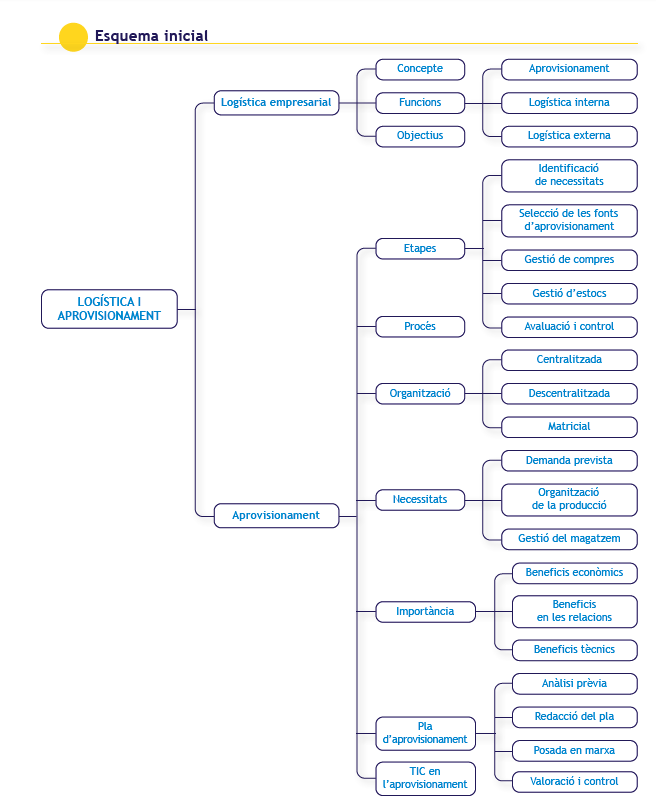 Esquema inicial
LOGÍSTICA I
APROVISIONAMENT
Logística empresarial
Concepte
Funcions
Objectius
Aprovisionament
Logística interna
Logística externa
Aprovisionament
Etapes
Identificació
de necessitats
Selecció de les fonts
d’aprovisionament
Gestió de compres
Gestió d’estocs
Avaluació i control
Procés
Organització
Centralitzada
Descentralitzada
Matricial
Necessitats
Demanda prevista
Organització
de la producció
Gestió del magatzem
Importància
Beneficis econòmics
Beneficis
en les relacions
Beneficis tècnics
Pla
d’aprovisionament
Anàlisi prèvia
Redacció del pla
Posada en marxa
Valoració i control
TIC en
l’aprovisionament